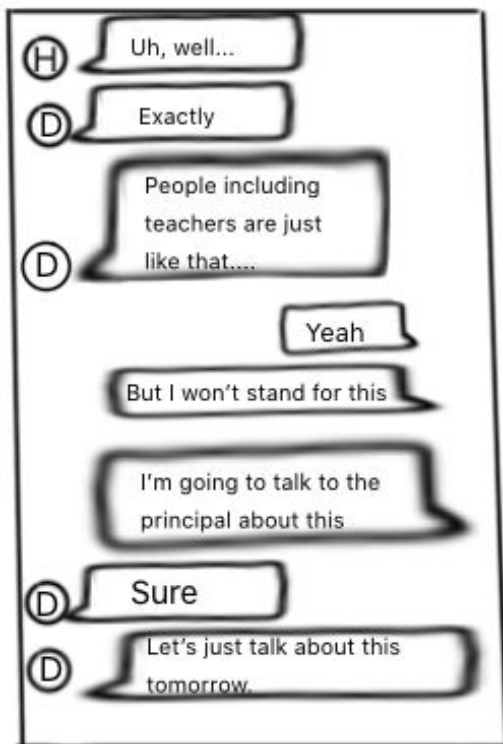 H
Uh, well...
D
Exactly
People including
teachers are just
D
like that....
Yeah
But I won't stand for this
I'm going to talk to the
principal about this
D
Sure
D
Let's just talk about this
tomorrow.